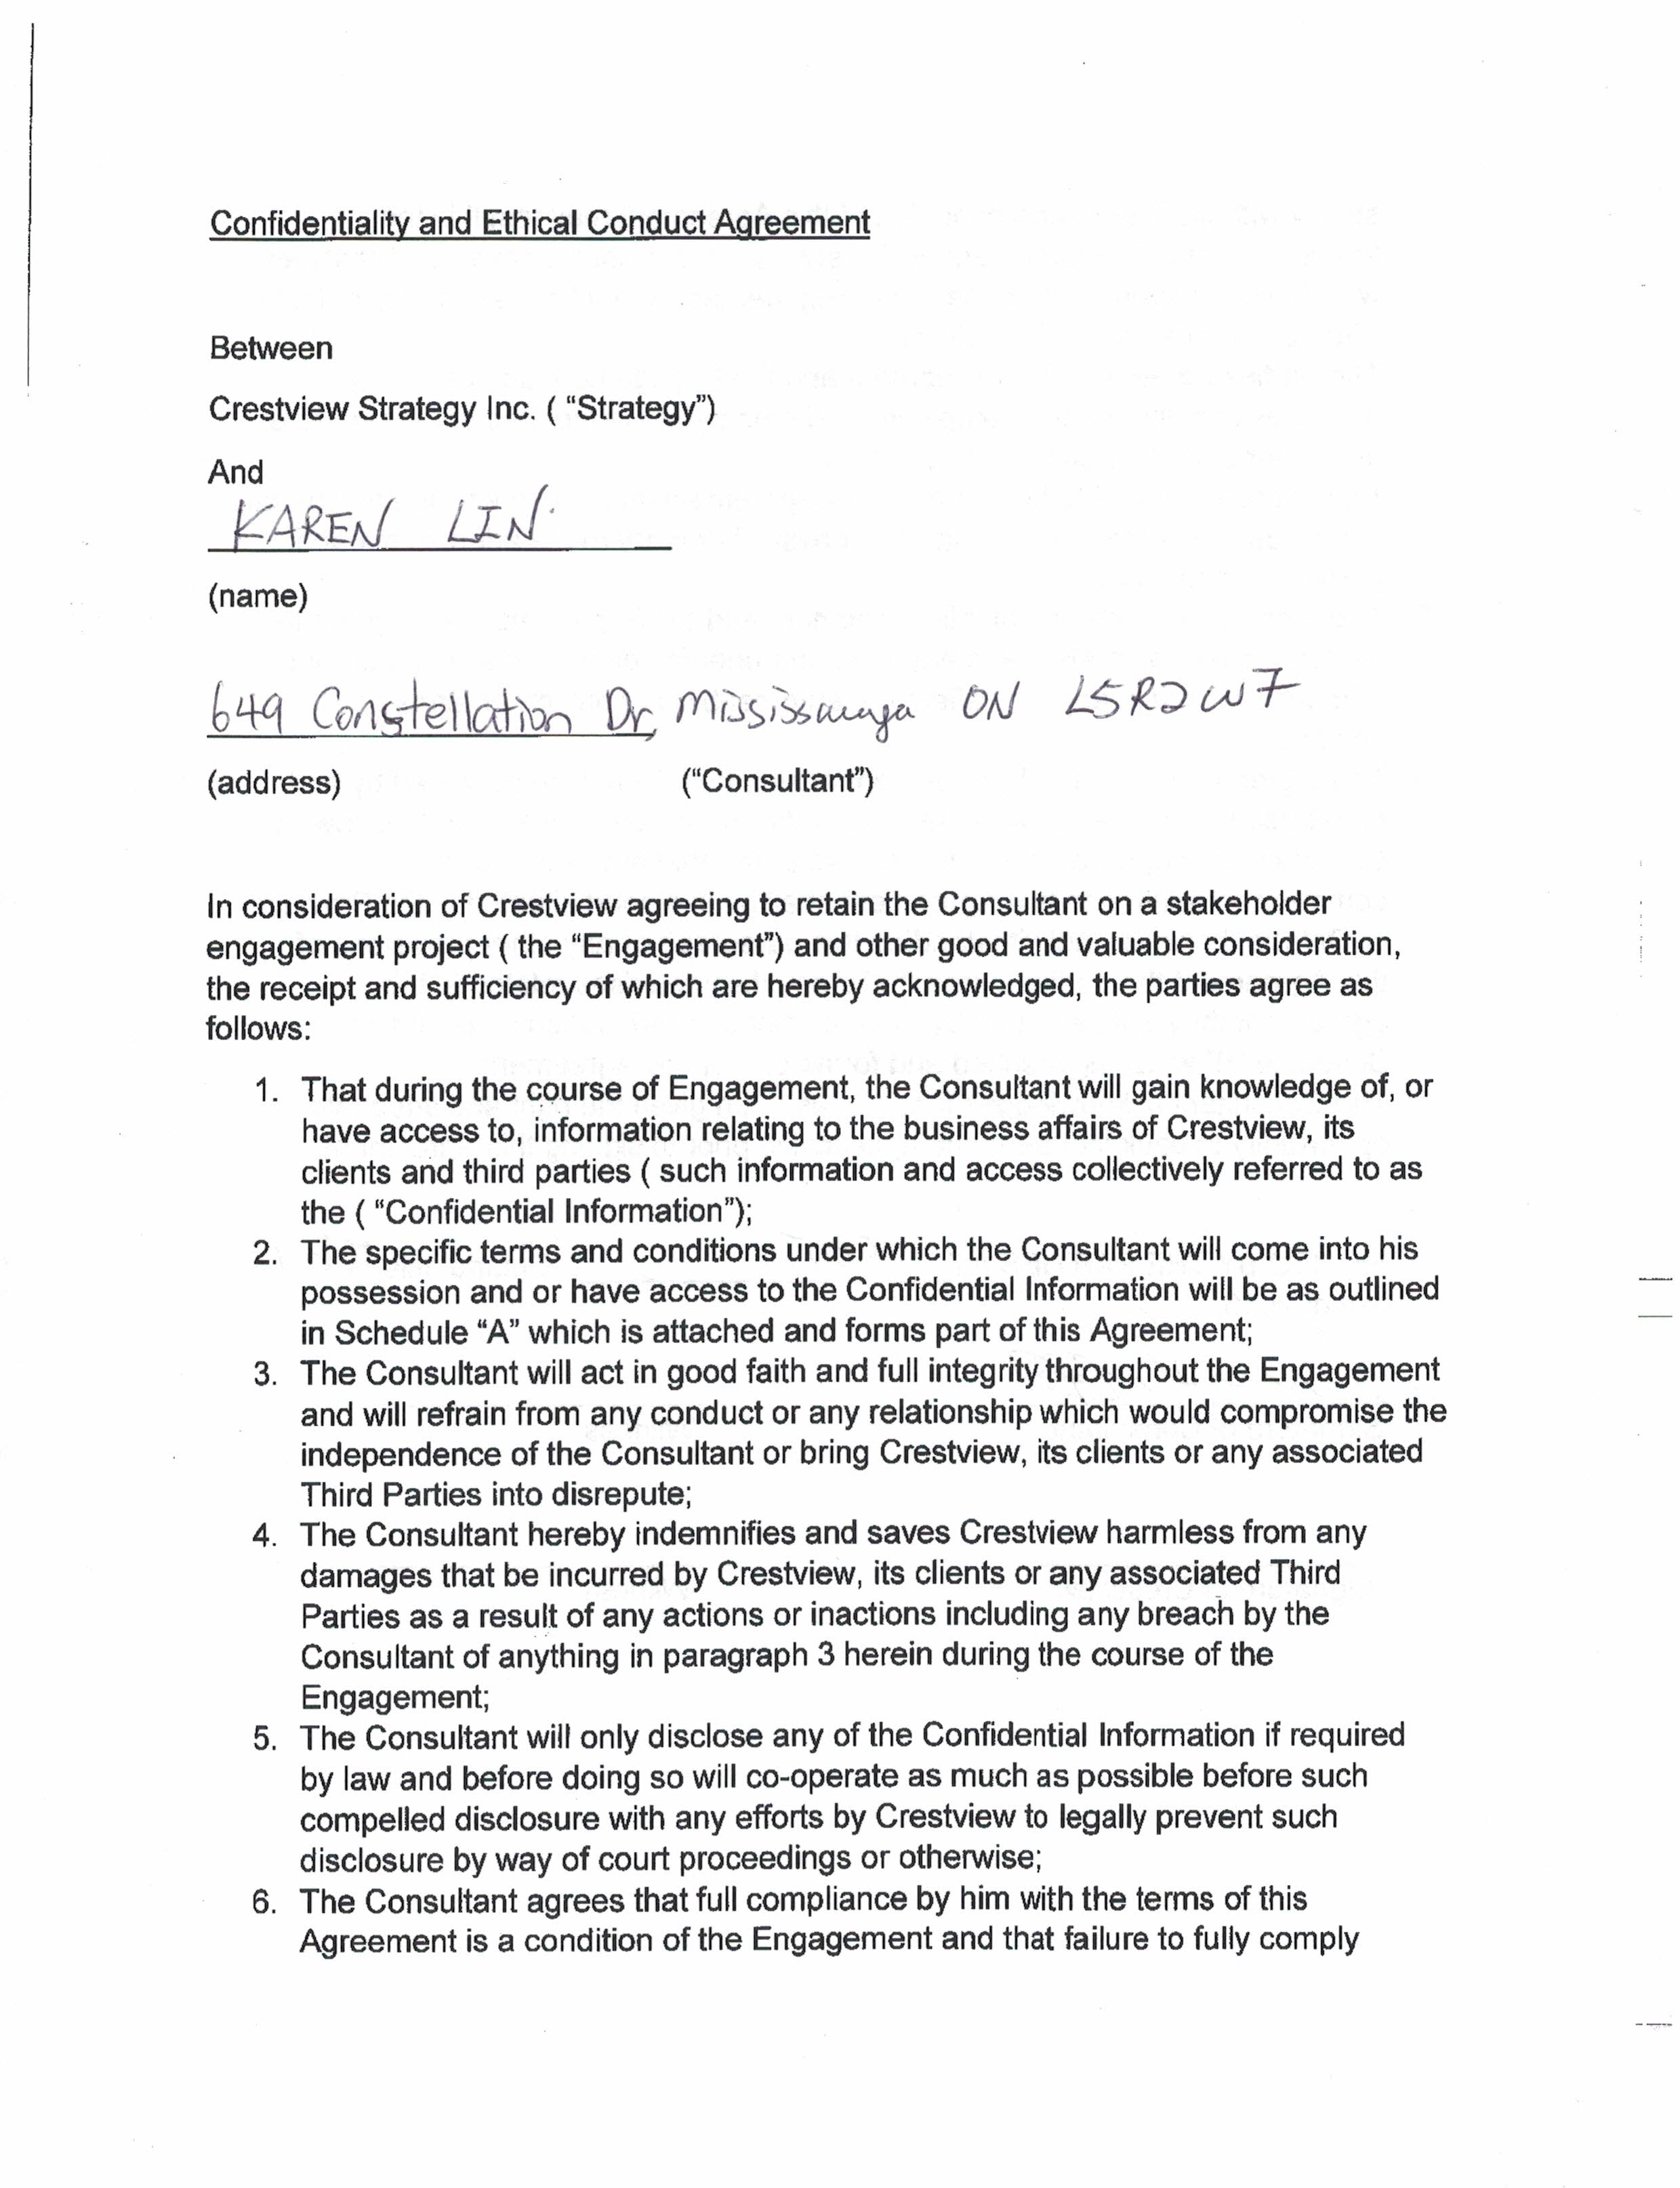 Confidentiality and Ethical Conduct Agreement
Between
Crestview Strategy Inc. ( “Strategy”)
And
KAREN LIN
(name)
649 Constellation Dr, Mississauga ON L5R2W7
(address) (“Consultant”)
In consideration of Crestview agreeing to retain the Consultant on a stakeholder
engagement project ( the “Engagement”) and other good and valuable consideration,
the receipt and sufficiency of which are hereby acknowledged, the parties agree as
follows:
1. That during the course of Engagement, the Consultant will gain knowledge of, or
have access to, information relating to the business affairs of Crestview, its
clients and third parties ( such information and access collectively referred to as
the ( “Confidential Information”);
2. The specific terms and conditions under which the Consultant will come into his
possession and or have access to the Confidential Information will be as outlined
in Schedule “A” which is attached and forms part of this Agreement;
3. The Consultant will act in good faith and full integrity throughout the Engagement
and will refrain from any conduct or any relationship which would compromise the
independence of the Consultant or bring Crestview, its clients or any associated
Third Parties into disrepute;
4. The Consultant hereby indemnifies and saves Crestview harmless from any
damages that be incurred by Crestview, its clients or any associated Third
Parties as a result of any actions or inactions including any breach by the
Consultant of anything in paragraph 3 herein during the course of the
Engagement;
5. The Consultant will only disclose any of the Confidential Information if required
by law and before doing so will co-operate as much as possible before such
compelled disclosure with any efforts by Crestview to legally prevent such
disclosure by way of court proceedings or otherwise;
6. The Consultant agrees that full compliance by him with the terms of this
Agreement is a condition of the Engagement and that failure to fully comply